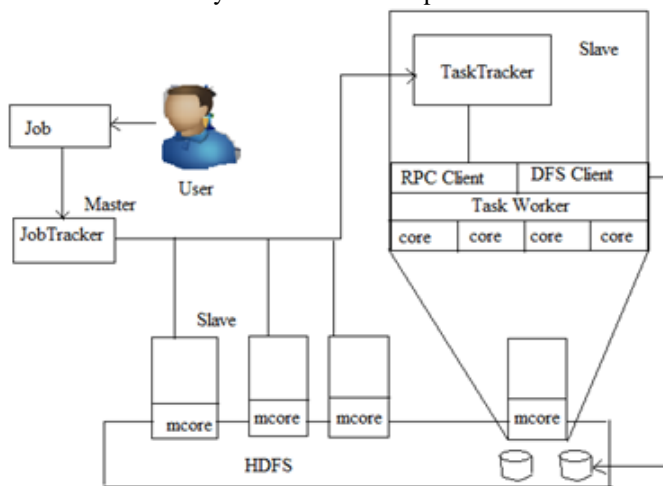 Slave
TaskTracker
Job
User
RPC Client
DFS Client
Master
Task Worker
JobTracker
core
core
core
core
Slave
mcore
mcore
mcore
mcore
HDFS